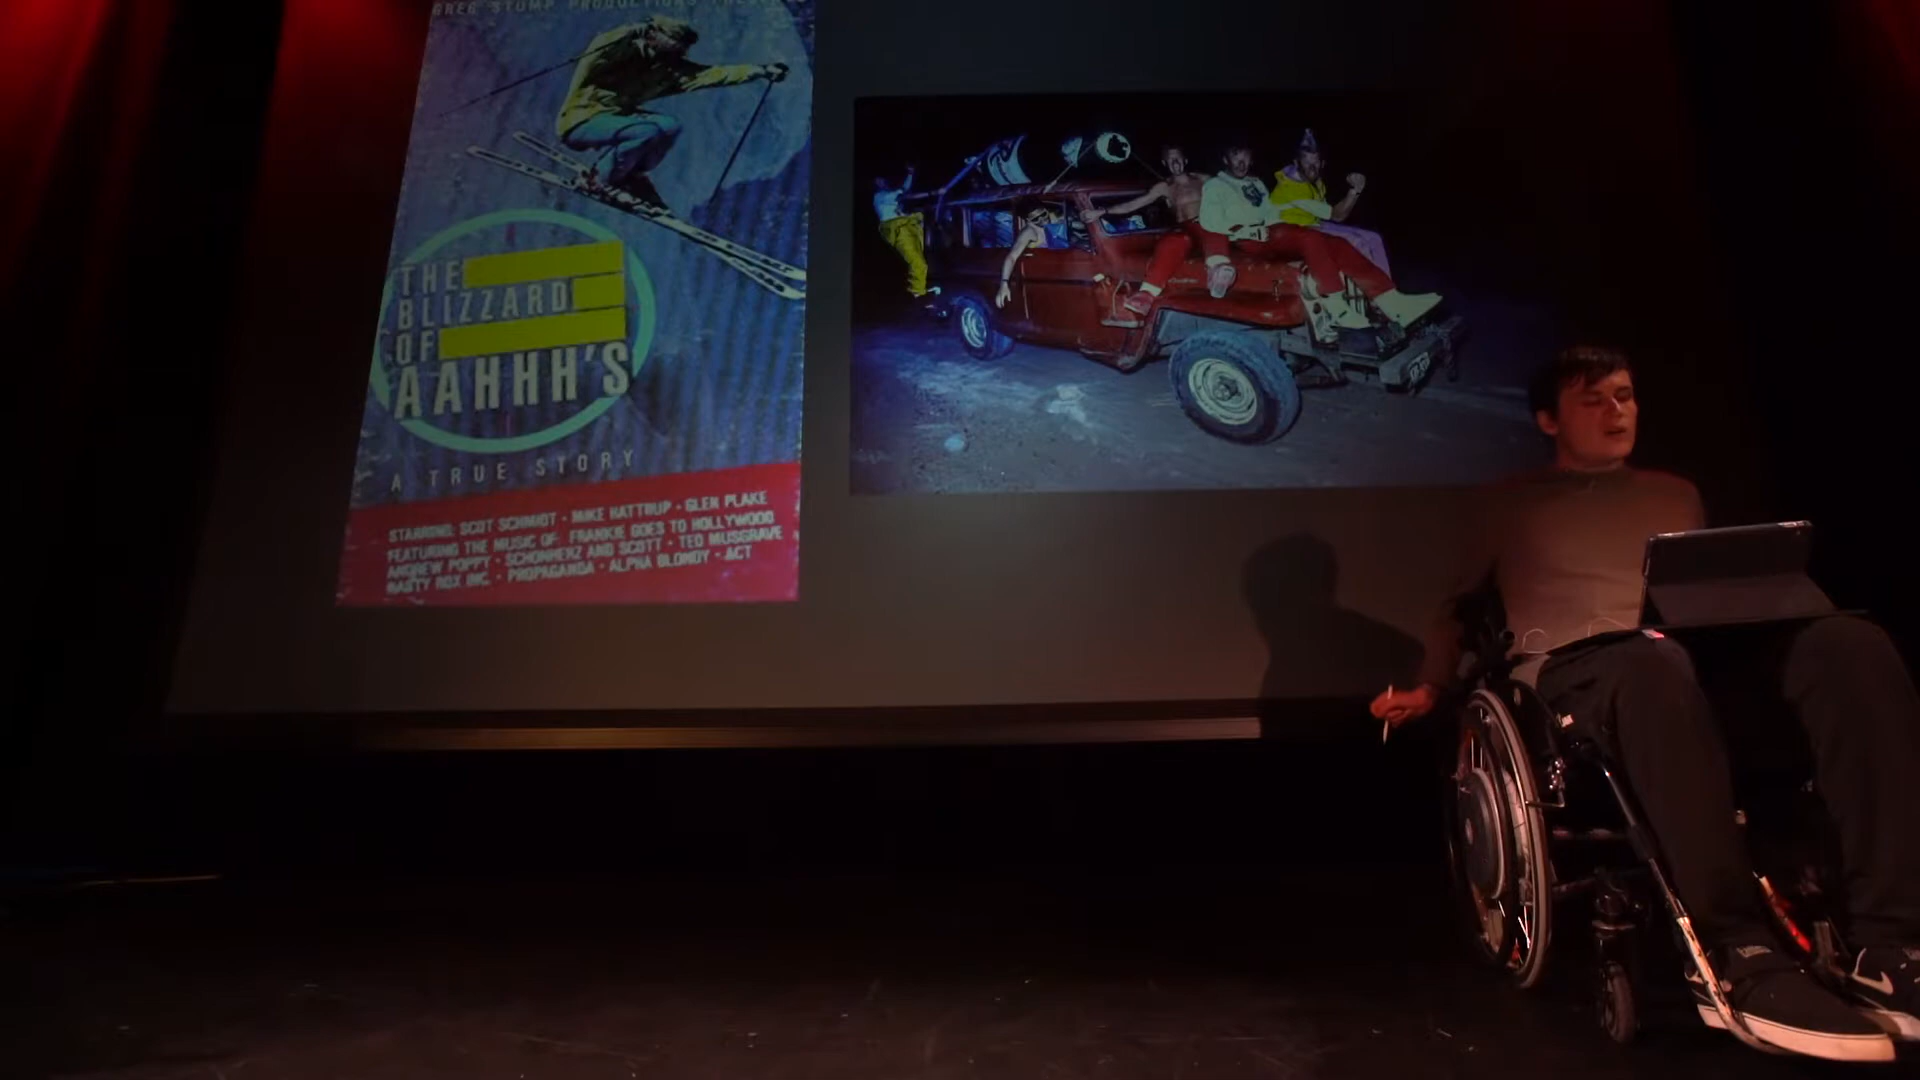 GREG STUMP PRODUCTIONS PRESENTS
THE
BLIZZARD
OF
AAHHH'S
A TRUE STORY
STARRING: SCOT SCHMIDT · MIKE HATTRUP · GLEN PLAKE
FEATURING THE MUSIC OF FRANKIE GOES TO HOLLYWOOD
ANDREW POPPY · SCHONHERZ AND SCOTT · TED MUSGRAVE
NASTY ROX INC. · PROPAGANDA · ALPHA BLONDY · ACT